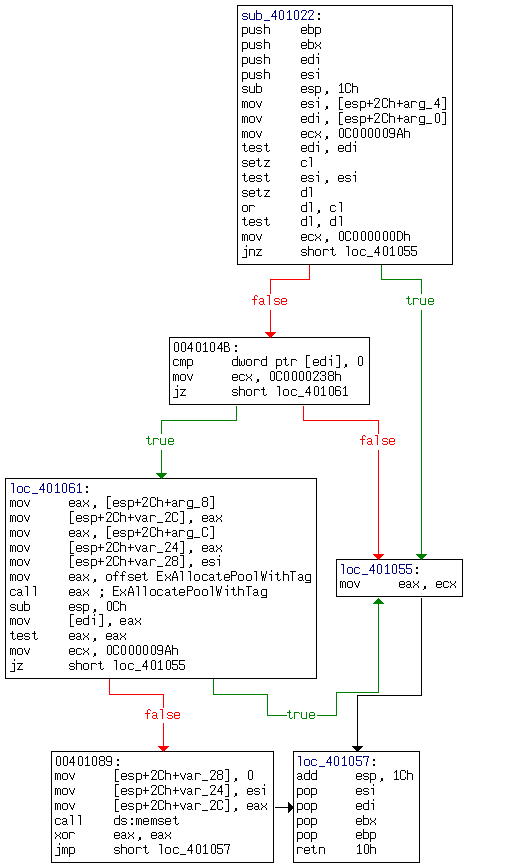 sub_401022:
push ebp
push ebx
push edi
push esi
sub esp, 1Ch
mov esi, [esp+2Ch+arg_4]
mov edi, [esp+2Ch+arg_0]
mov ecx, 0C000009Ah
test edi, edi
setz cl
test esi, esi
setz dl
or dl, cl
test dl, dl
mov ecx, 0C000000Dh
jnz short loc_401055
false
true
0040104B:
cmp dword ptr [edi], 0
mov ecx, 0C0000238h
jz short loc_401061
true
false
loc_401061:
mov eax, [esp+2Ch+arg_8]
mov [esp+2Ch+var_2C], eax
mov eax, [esp+2Ch+arg_C]
mov [esp+2Ch+var_24], eax
mov [esp+2Ch+var_28], esi
mov eax, offset ExAllocatePoolWithTag
call eax ; ExAllocatePoolWithTag
sub esp, 0Ch
mov [edi], eax
test eax, eax
mov ecx, 0C000009Ah
jz short loc_401055
loc_401055:
mov eax, ecx
false
true
00401089:
mov [esp+2Ch+var_28], 0
mov [esp+2Ch+var_24], esi
mov [esp+2Ch+var_2C], eax
call ds:memset
xor eax, eax
jmp short loc_401057
loc_401057:
add esp, 1Ch
pop esi
pop edi
pop ebx
pop ebp
retn 10h